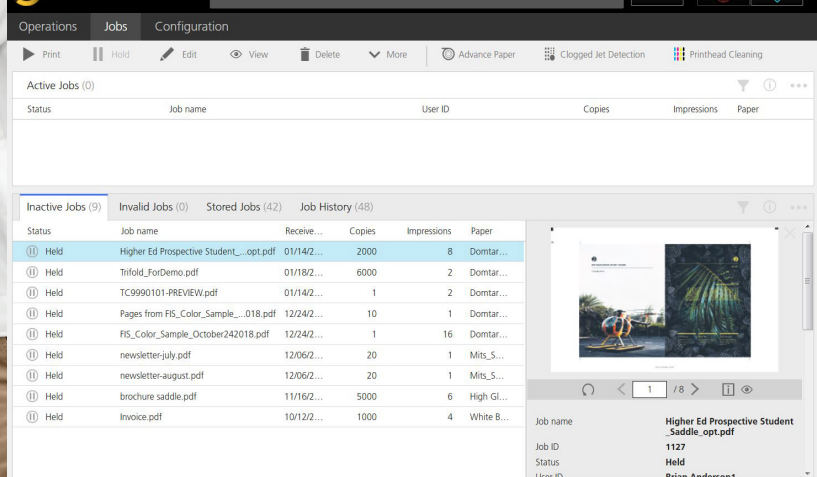 Operations Jobs Configuration
Print Hold Edit View Delete More Advance Paper Clogged Jet Detection Printhead Cleaning
Active Jobs (0)
Status Job name User ID Copies Impressions Paper
Inactive Jobs (9) Invalid Jobs (0) Stored Jobs (42) Job History (48)
Status Job name Receive... Copies Impressions Paper
Held Higher Ed Prospective Student_...opt.pdf 01/14/2... 2000 8 Domtar...
Held Trifold_ForDemo.pdf 01/18/2... 6000 2 Domtar...
Held TC9990101-PREVIEW.pdf 01/14/2... 1 2 Domtar...
Held Pages from FIS_Color_Sample_...018.pdf 12/24/2... 10 1 Domtar...
Held FIS_Color_Sample_October242018.pdf 12/24/2... 1 16 Domtar...
Held newsletter-july.pdf 12/06/2... 20 1 Mits_S...
Held newsletter-august.pdf 12/06/2... 20 1 Mits_S...
Held brochure saddle.pdf 11/16/2... 5000 6 High Gl...
Held Invoice.pdf 10/12/2... 1000 4 White B...
1 /8
Job name Higher Ed Prospective Student
_Saddle_opt.pdf
Job ID 1127
Status Held
User ID Brian Anderson1